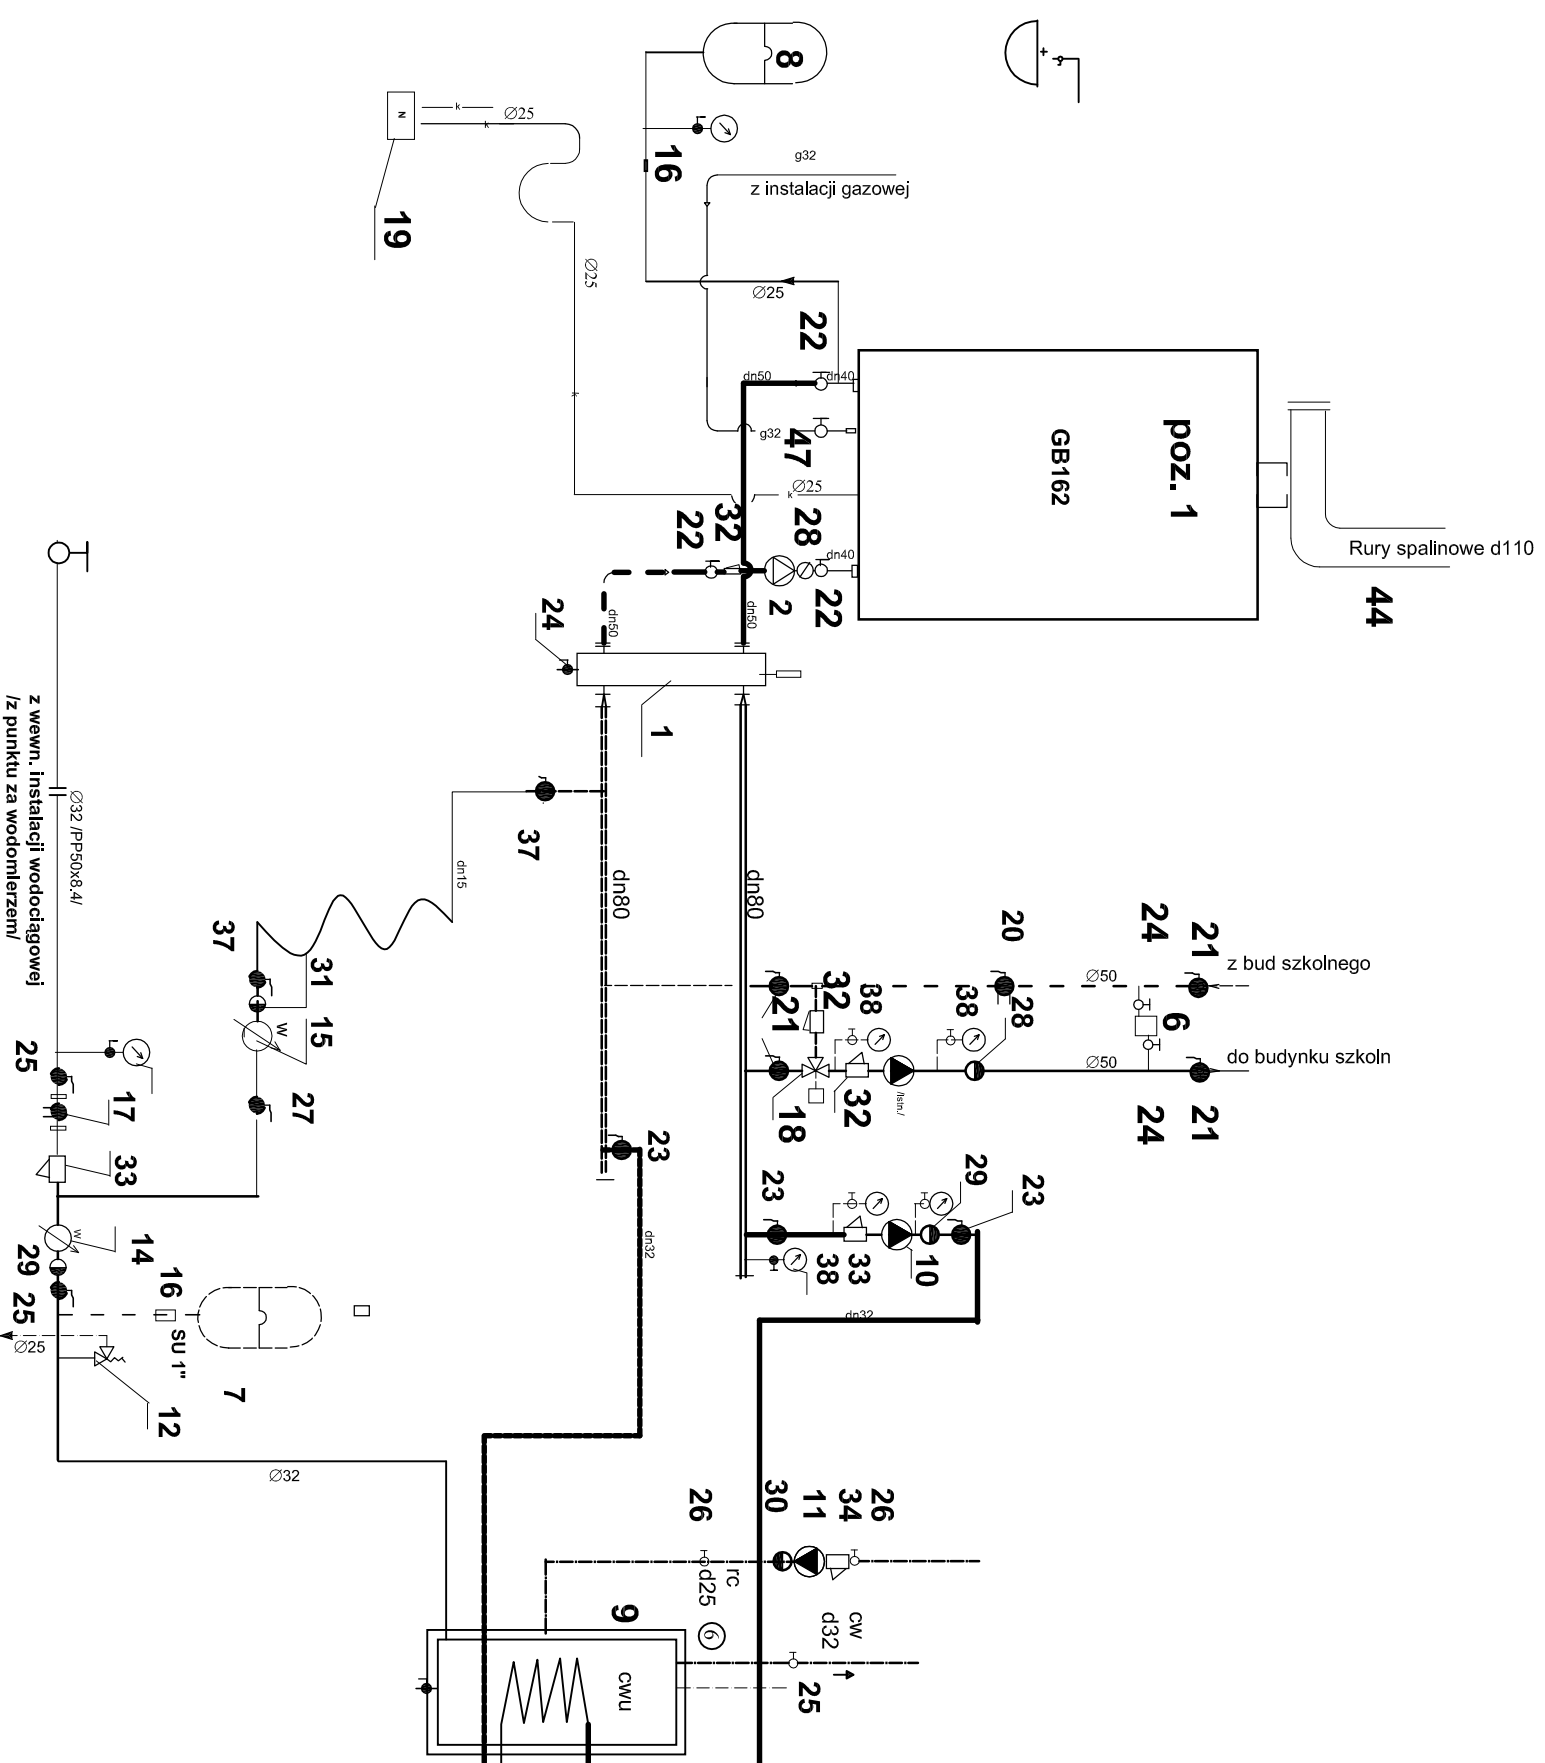 8
+
Ø25
k
k
N
16
g32
z instalacji gazowej
19
Ø25
Ø25
22
dn50
dn40
poz. 1
GB162
g32
47
k
Ø25
k
22
32
28
dn40
Rury spalinowe d110
24
dn50
2
22
dn50
44
1
z wewn. instalacji wodociągowej
/z punktu za wodomlerzem/
Ø32 /PP50x8.4/
37
dn15
dn80
dn80
37
31
20
24
21
Ø50
z bud szkolnego
32
38
38
28
21
6
W
15
25
do budynku szkoln
Ø50
17
27
18
32
/istn./
24
21
33
23
23
29
23
14
W
29
dn32
38
33
10
25
16
SU 1"
Ø25
dn32
7
12
Ø32
26
30
11
34
26
rc
d25
9
6
cw
d32
cwu
25